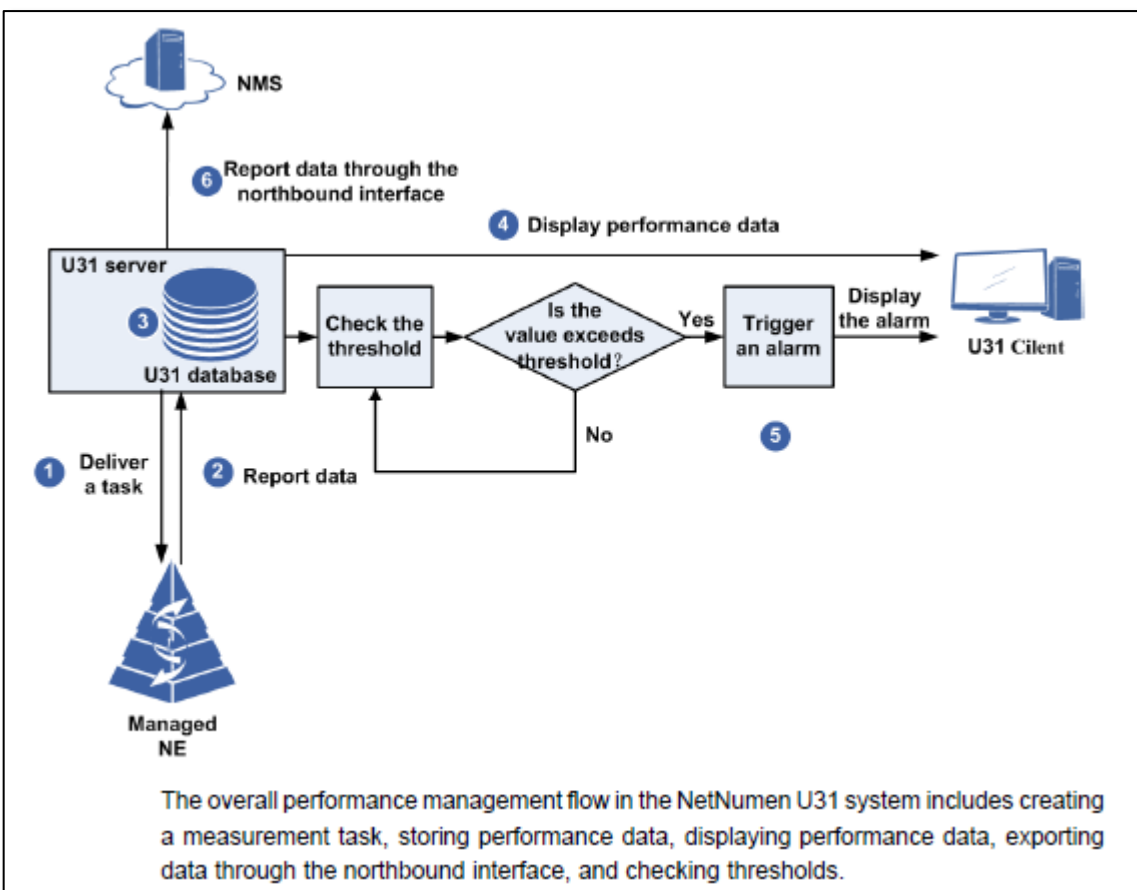 NMS
6
Report data through the
northbound interface
4
Display performance data
U31 server
3
U31 database
Check the
threshold
Is the
value exceeds
threshold?
Yes
Trigger
an alarm
Display
the alarm
U31 Cilent
No
5
1
Deliver
a task
2
Report data
Managed
NE
The overall performance management flow in the NetNumen U31 system includes creating
a measurement task, storing performance data, displaying performance data, exporting
data through the northbound interface, and checking thresholds.